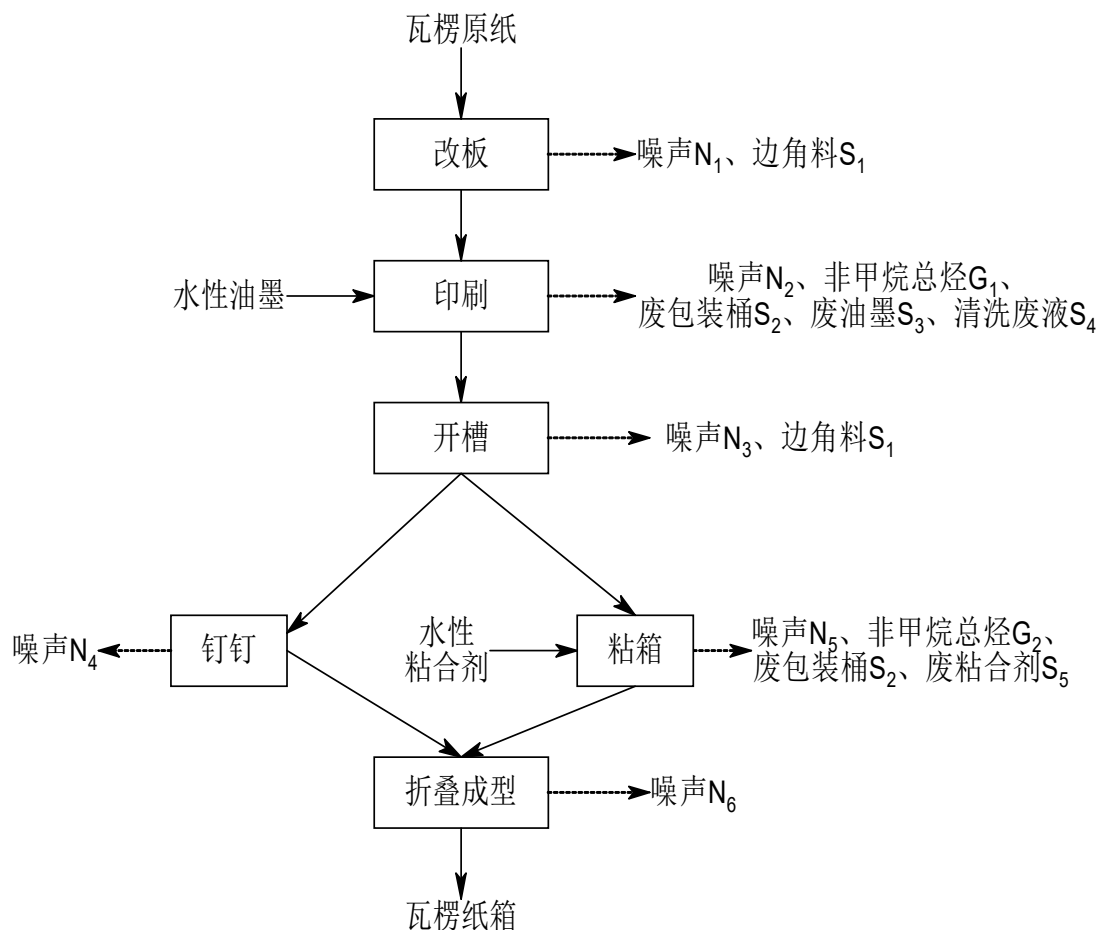 瓦楞原纸
改板
噪声N₁、边角料S₁
水性油墨
印刷
噪声N₂、非甲烷总烃G₁、
废包装桶S₂、废油墨S₃、清洗废液S₄
开槽
噪声N₃、边角料S₁
噪声N₄
钉钉
水性
粘合剂
粘箱
噪声N₅、非甲烷总烃G₂、
废包装桶S₂、废粘合剂S₅
折叠成型
噪声N₆
瓦楞纸箱